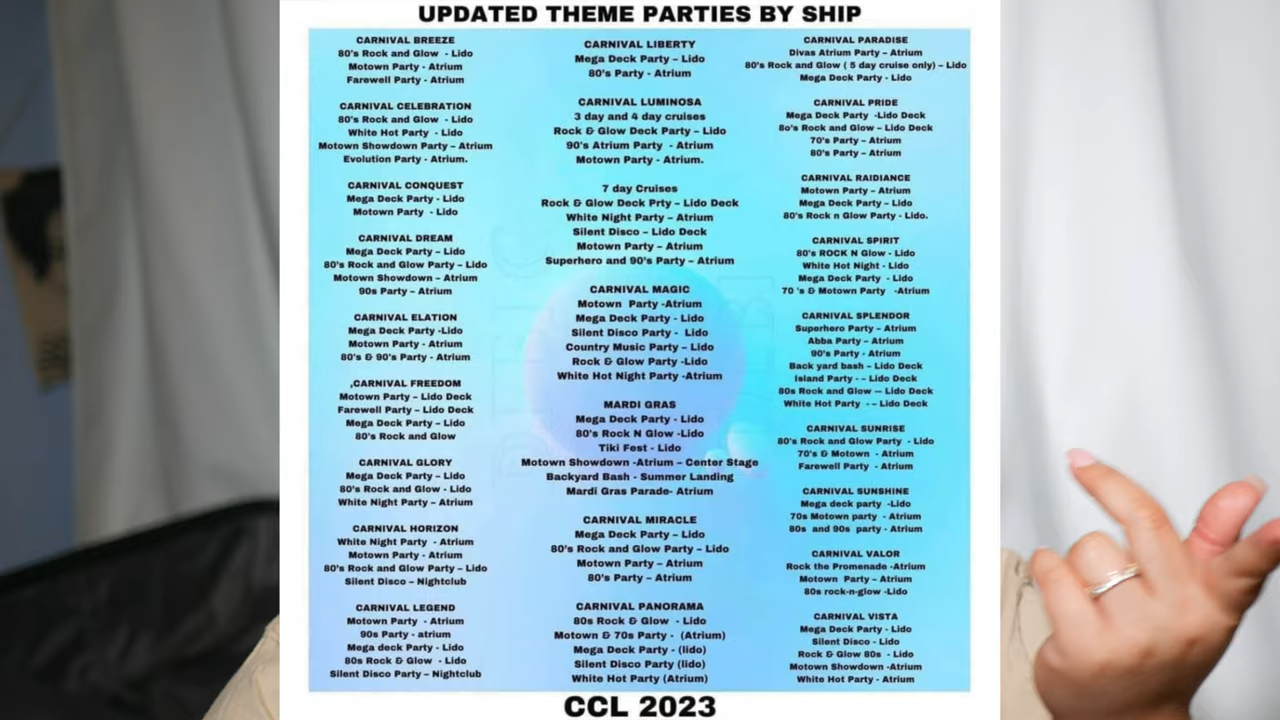 UPDATED THEME PARTIES BY SHIP
CARNIVAL BREEZE
80's Rock and Glow - Lido
Motown Party - Atrium
Farewell Party - Atrium
CARNIVAL CELEBRATION
80's Rock and Glow - Lido
White Hot Party - Lido
Motown Showdown Party – Atrium
Evolution Party - Atrium.
CARNIVAL CONQUEST
Mega Deck Party - Lido
Motown Party - Lido
CARNIVAL DREAM
Mega Deck Party – Lido
80's Rock and Glow Party – Lido
Motown Showdown – Atrium
90s Party – Atrium
CARNIVAL ELATION
Mega Deck Party -Lido
Motown Party - Atrium
80's & 90's Party - Atrium
,CARNIVAL FREEDOM
Motown Party – Lido Deck
Farewell Party – Lido Deck
Mega Deck Party – Lido
80's Rock and Glow
CARNIVAL GLORY
Mega Deck Party – Lido
80's Rock and Glow - Lido
White Night Party – Atrium
CARNIVAL HORIZON
White Night Party - Atrium
Motown Party - Atrium
80's Rock and Glow Party – Lido
Silent Disco – Nightclub
CARNIVAL LEGEND
Motown Party - Atrium
90s Party - atrium
Mega deck Party - Lido
80s Rock & Glow - Lido
Silent Disco Party – Nightclub
CARNIVAL LIBERTY
Mega Deck Party – Lido
80's Party - Atrium
CARNIVAL LUMINOSA
3 day and 4 day cruises
Rock & Glow Deck Party – Lido
90's Atrium Party - Atrium
Motown Party - Atrium.
7 day Cruises
Rock & Glow Deck Prty – Lido Deck
White Night Party – Atrium
Silent Disco – Lido Deck
Motown Party – Atrium
Superhero and 90's Party – Atrium
CARNIVAL MAGIC
Motown Party -Atrium
Mega Deck Party - Lido
Silent Disco Party - Lido
Country Music Party – Lido
Rock & Glow Party -Lido
White Hot Night Party -Atrium
MARDI GRAS
Mega Deck Party - Lido
80's Rock N Glow -Lido
Tiki Fest - Lido
Motown Showdown -Atrium – Center Stage
Backyard Bash - Summer Landing
Mardi Gras Parade- Atrium
CARNIVAL MIRACLE
Mega Deck Party – Lido
80's Rock and Glow Party – Lido
Motown Party – Atrium
80's Party – Atrium
CARNIVAL PANORAMA
80s Rock & Glow - Lido
Motown & 70s Party - (Atrium)
Mega Deck Party - (lido)
Silent Disco Party (lido)
White Hot Party (Atrium)
CARNIVAL PARADISE
Divas Atrium Party – Atrium
80's Rock and Glow ( 5 day cruise only) – Lido
Mega Deck Party - Lido
CARNIVAL PRIDE
Mega Deck Party -Lido Deck
8o's Rock and Glow – Lido Deck
70's Party – Atrium
80's Party – Atrium
CARNIVAL RAIDIANCE
Motown Party – Atrium
Mega Deck Party – Lido
80's Rock n Glow Party - Lido.
CARNIVAL SPIRIT
80's ROCK N Glow - Lido
White Hot Night - Lido
Mega Deck Party - Lido
70 's & Motown Party -Atrium
CARNIVAL SPLENDOR
Superhero Party – Atrium
Abba Party – Atrium
90's Party - Atrium
Back yard bash – Lido Deck
Island Party - – Lido Deck
80s Rock and Glow –- Lido Deck
White Hot Party - – Lido Deck
CARNIVAL SUNRISE
80's Rock and Glow Party - Lido
70's & Motown - Atrium
Farewell Party - Atrium
CARNIVAL SUNSHINE
Mega deck party -Lido
70s Motown party - Atrium
80s and 90s party - Atrium
CARNIVAL VALOR
Rock the Promenade -Atrium
Motown Party – Atrium
80s rock-n-glow -Lido
CARNIVAL VISTA
Mega Deck Party - Lido
Silent Disco - Lido
Rock & Glow 80s - Lido
Motown Showdown -Atrium
White Hot Party - Atrium
CCL 2023